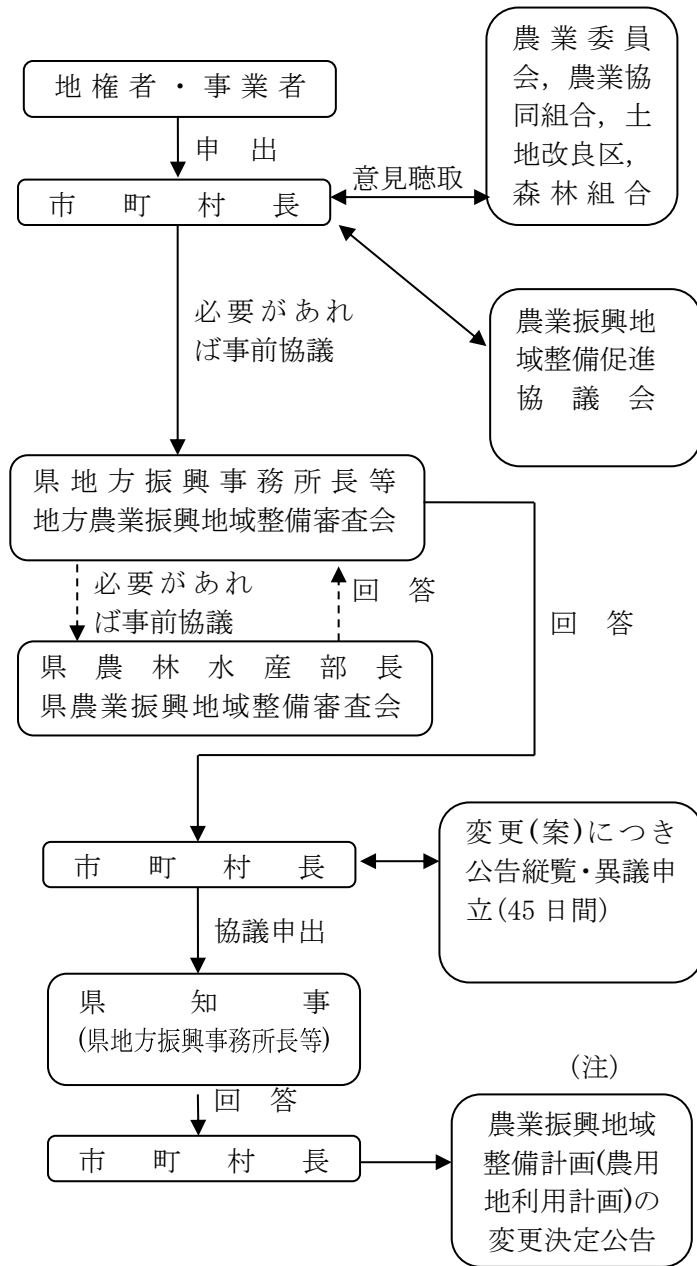 地権者・事業者
申　出
市町村長
意見聴取
農業委員
会，農業協
同組合，土
地改良区，
森林組合
必要があれ
ば事前協議
農業振興地
域整備促進
協議会
県地方振興事務所長等
地方農業振興地域整備審査会
必要があれ
ば事前協議
回　答
回　答
県農林水産部長
県農業振興地域整備審査会
市町村長
変更(案)につき
公告縦覧・異議申
立(45日間)
協議申出
県知事
(県地方振興事務所長等)
回　答
市町村長
（注）
農業振興地域
整備計画(農用
地利用計画)の
変更決定公告